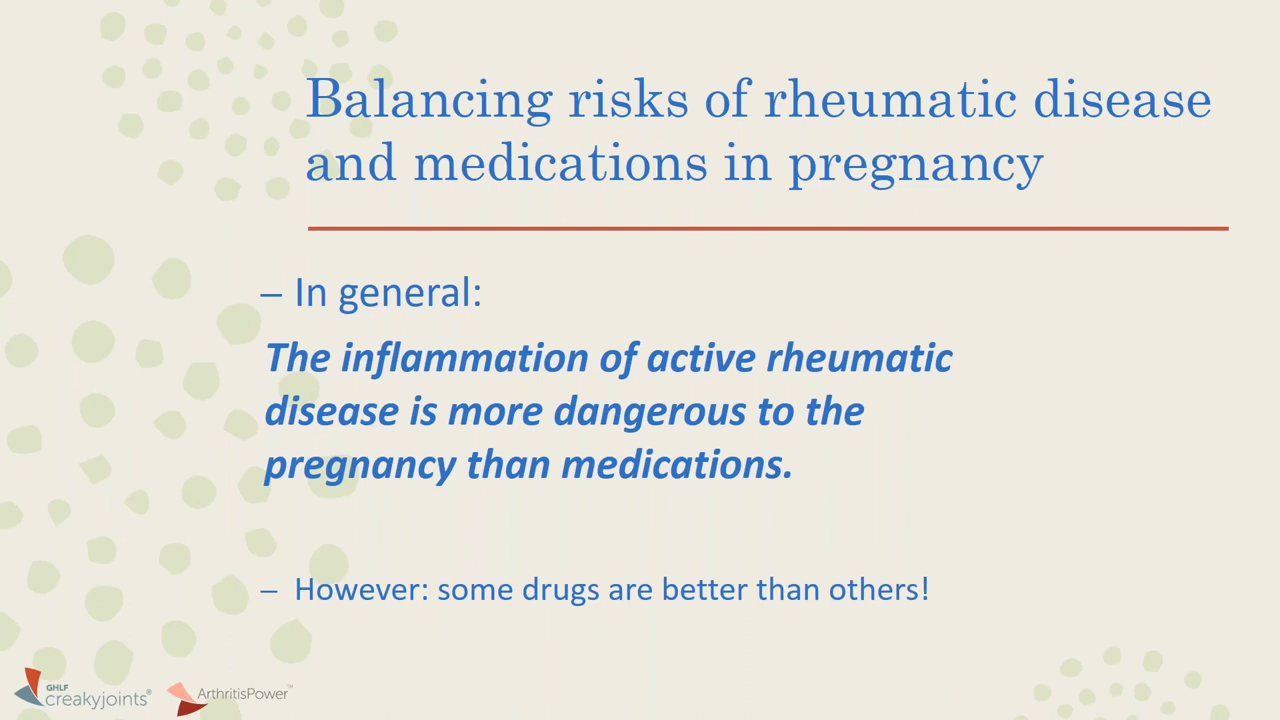 Balancing risks of rheumatic disease
and medications in pregnancy
– In general:
The inflammation of active rheumatic
disease is more dangerous to the
pregnancy than medications.
– However: some drugs are better than others!
GHLF
creakyjoints®
ArthritisPower™